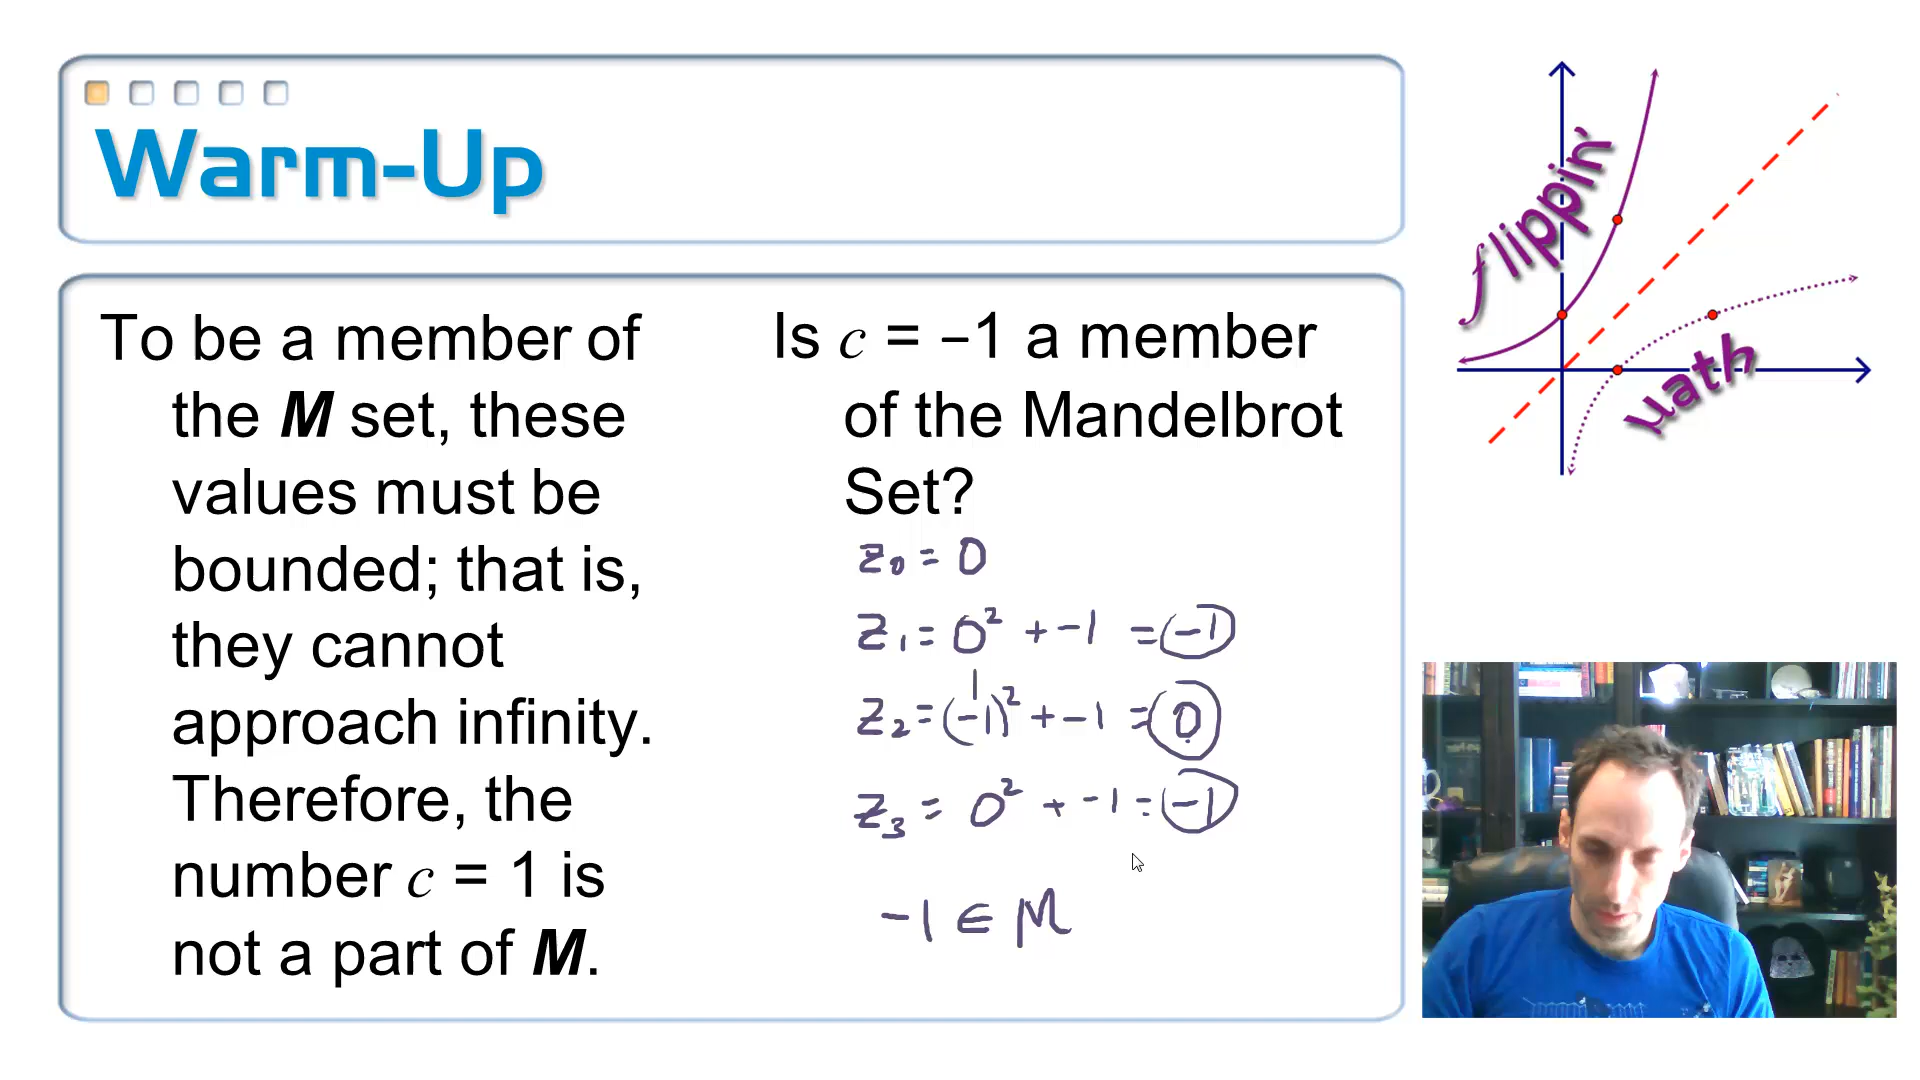 Warm-Up
To be a member of
the M set, these
values must be
bounded; that is,
they cannot
approach infinity.
Therefore, the
number c = 1 is
not a part of M.
Is c = −1 a member
of the Mandelbrot
Set?
z₀ = 0
z₁ = 0² + -1 = -1
1
z₂ = (-1)² + -1 = 0
z₃ = 0² + -1 = -1
-1 ∈ M
flippin'
math